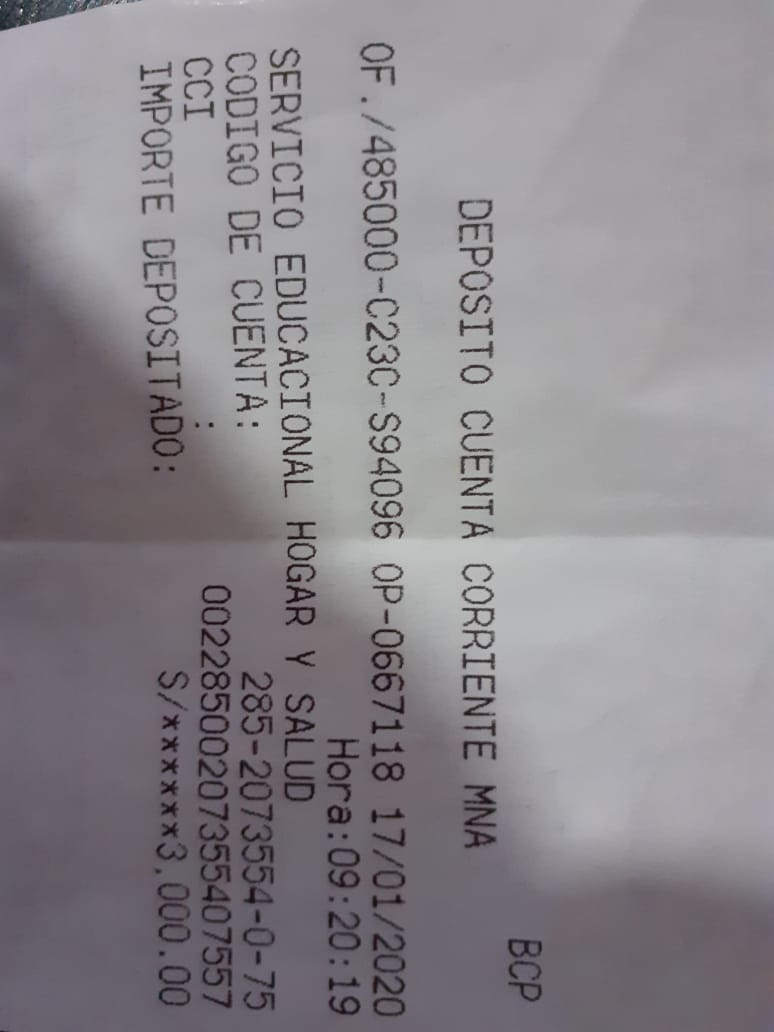 BCP
DEPOSITO CUENTA CORRIENTE MNA
OF./485000-C23C-S94096 OP-0667118 17/01/2020
Hora:09:20:19
SERVICIO EDUCACIONAL HOGAR Y SALUD
CODIGO DE CUENTA: 285-2073554-0-75
CCI : 00228500207355407557
IMPORTE DEPOSITADO: S/******3,000.00